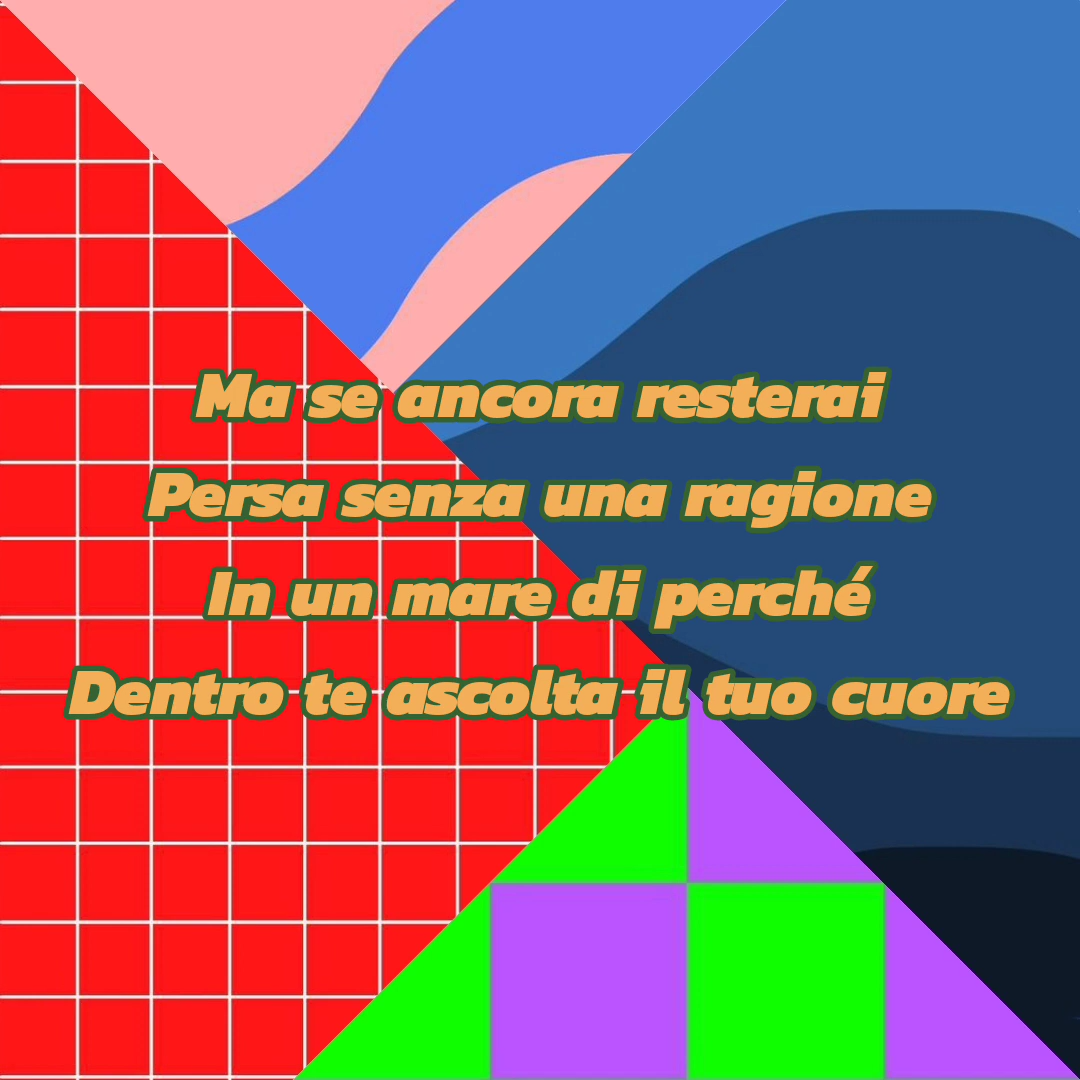 Ma se ancora resterai
Persa senza una ragione
In un mare di perché
Dentro te ascolta il tuo cuore